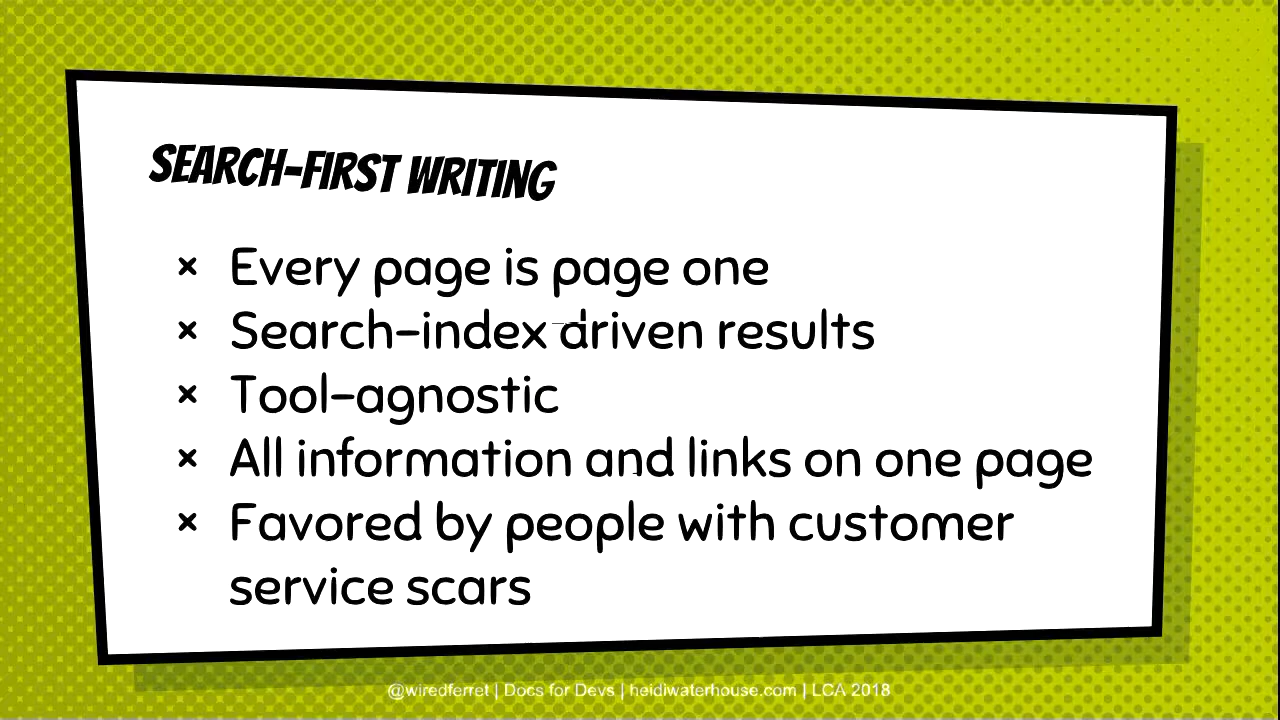 SEARCH-FIRST WRITING
× Every page is page one
× Search-index driven results
× Tool-agnostic
× All information and links on one page
× Favored by people with customer
service scars
@wiredferret | Docs for Devs | heidiwaterhouse.com | LCA 2018